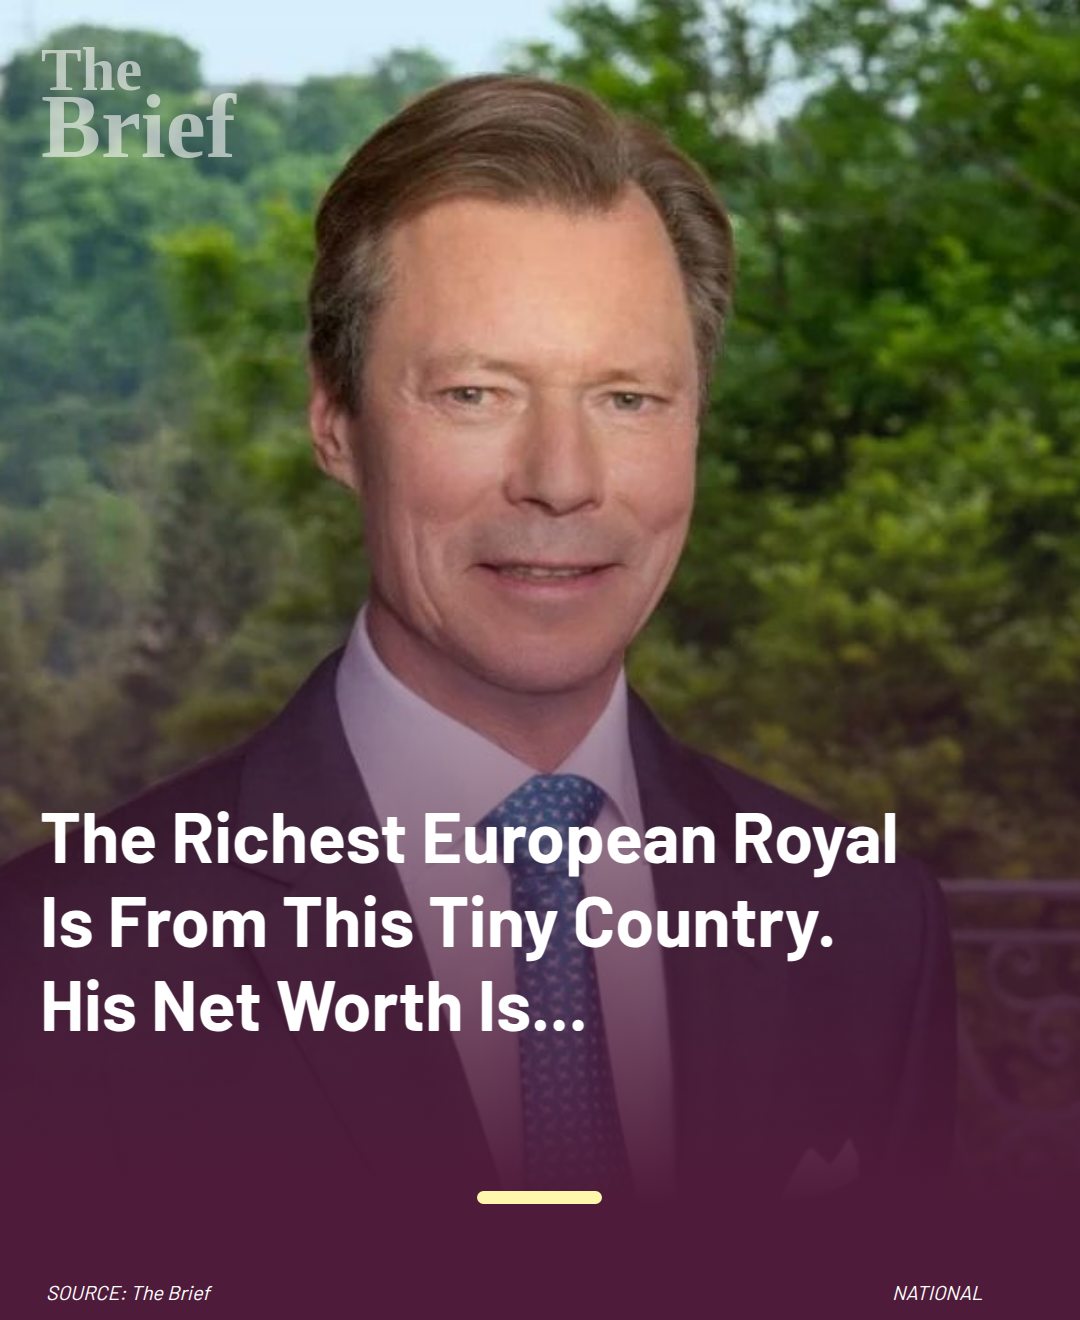 The
Brief
The Richest European Royal
Is From This Tiny Country.
His Net Worth Is...
SOURCE: The Brief
NATIONAL